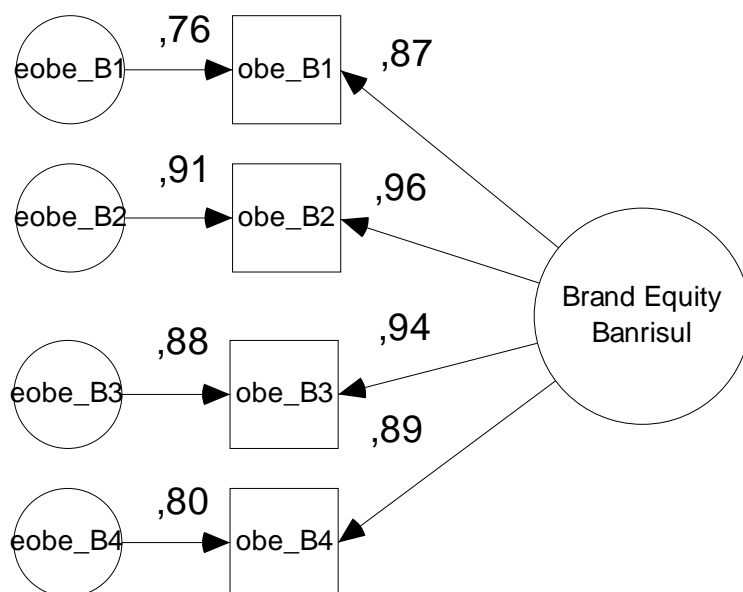 ,76
,87
eobe_B1
obe_B1
,91
,96
eobe_B2
obe_B2
Brand Equity
Banrisul
,88
,94
eobe_B3
obe_B3
,89
,80
eobe_B4
obe_B4